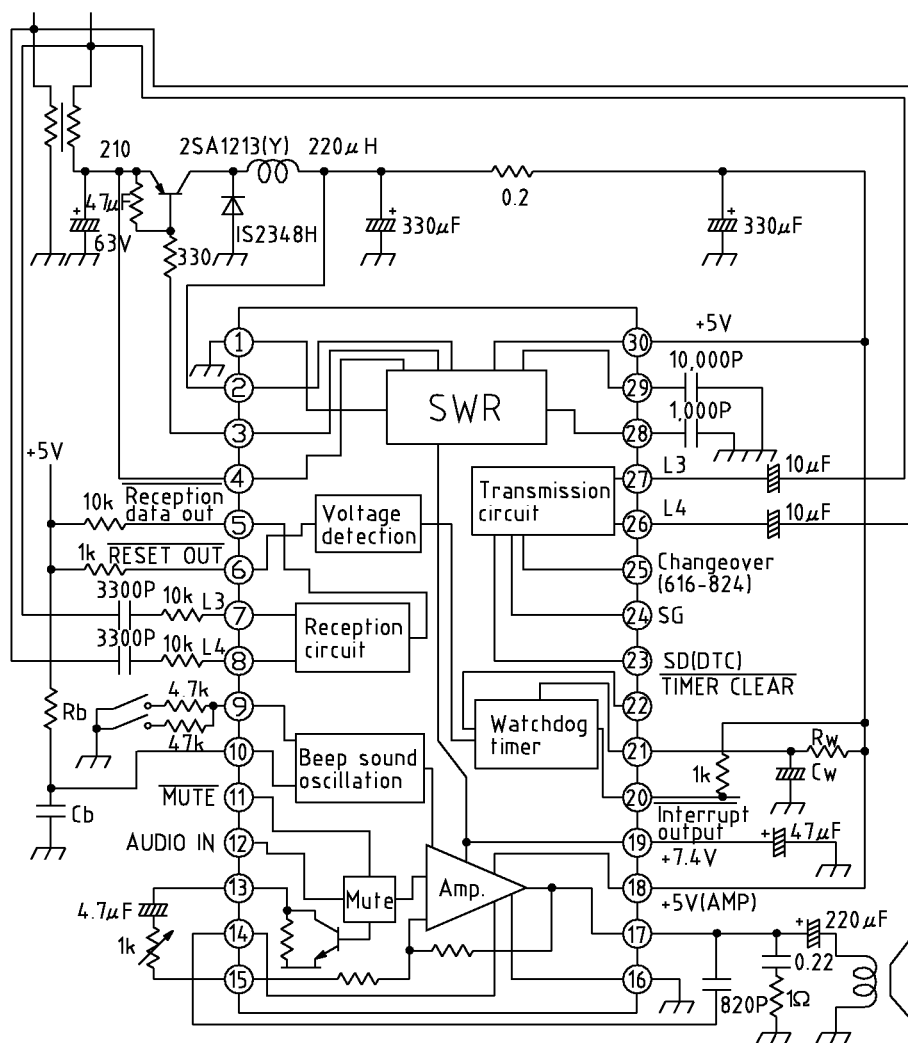 210
2SA1213(Y)
220μH
47μF
+
63V
330
IS2348H
+
330μF
0.2
+
330μF
+5V
1
2
3
4
5
6
7
8
9
10
11
12
13
14
15
30
29
28
27
26
25
24
23
22
21
20
19
18
17
16
SWR
+5V
10,000P
1,000P
L3
10μF
L4
10μF
Transmission
circuit
Changeover
(616-824)
SG
SD(DTC)
TIMER CLEAR
10k
Reception
data out
1k
RESET OUT
Voltage
detection
3300P
10k
L3
3300P
10k
L4
Reception
circuit
Rb
4.7k
47k
Cb
Beep sound
oscillation
Watchdog
timer
Rw
Cw
1k
MUTE
AUDIO IN
Interrupt
output
+7.4V
+
47μF
Mute
Amp.
+5V(AMP)
4.7μF
1k
+
220μF
0.22
820P
1Ω